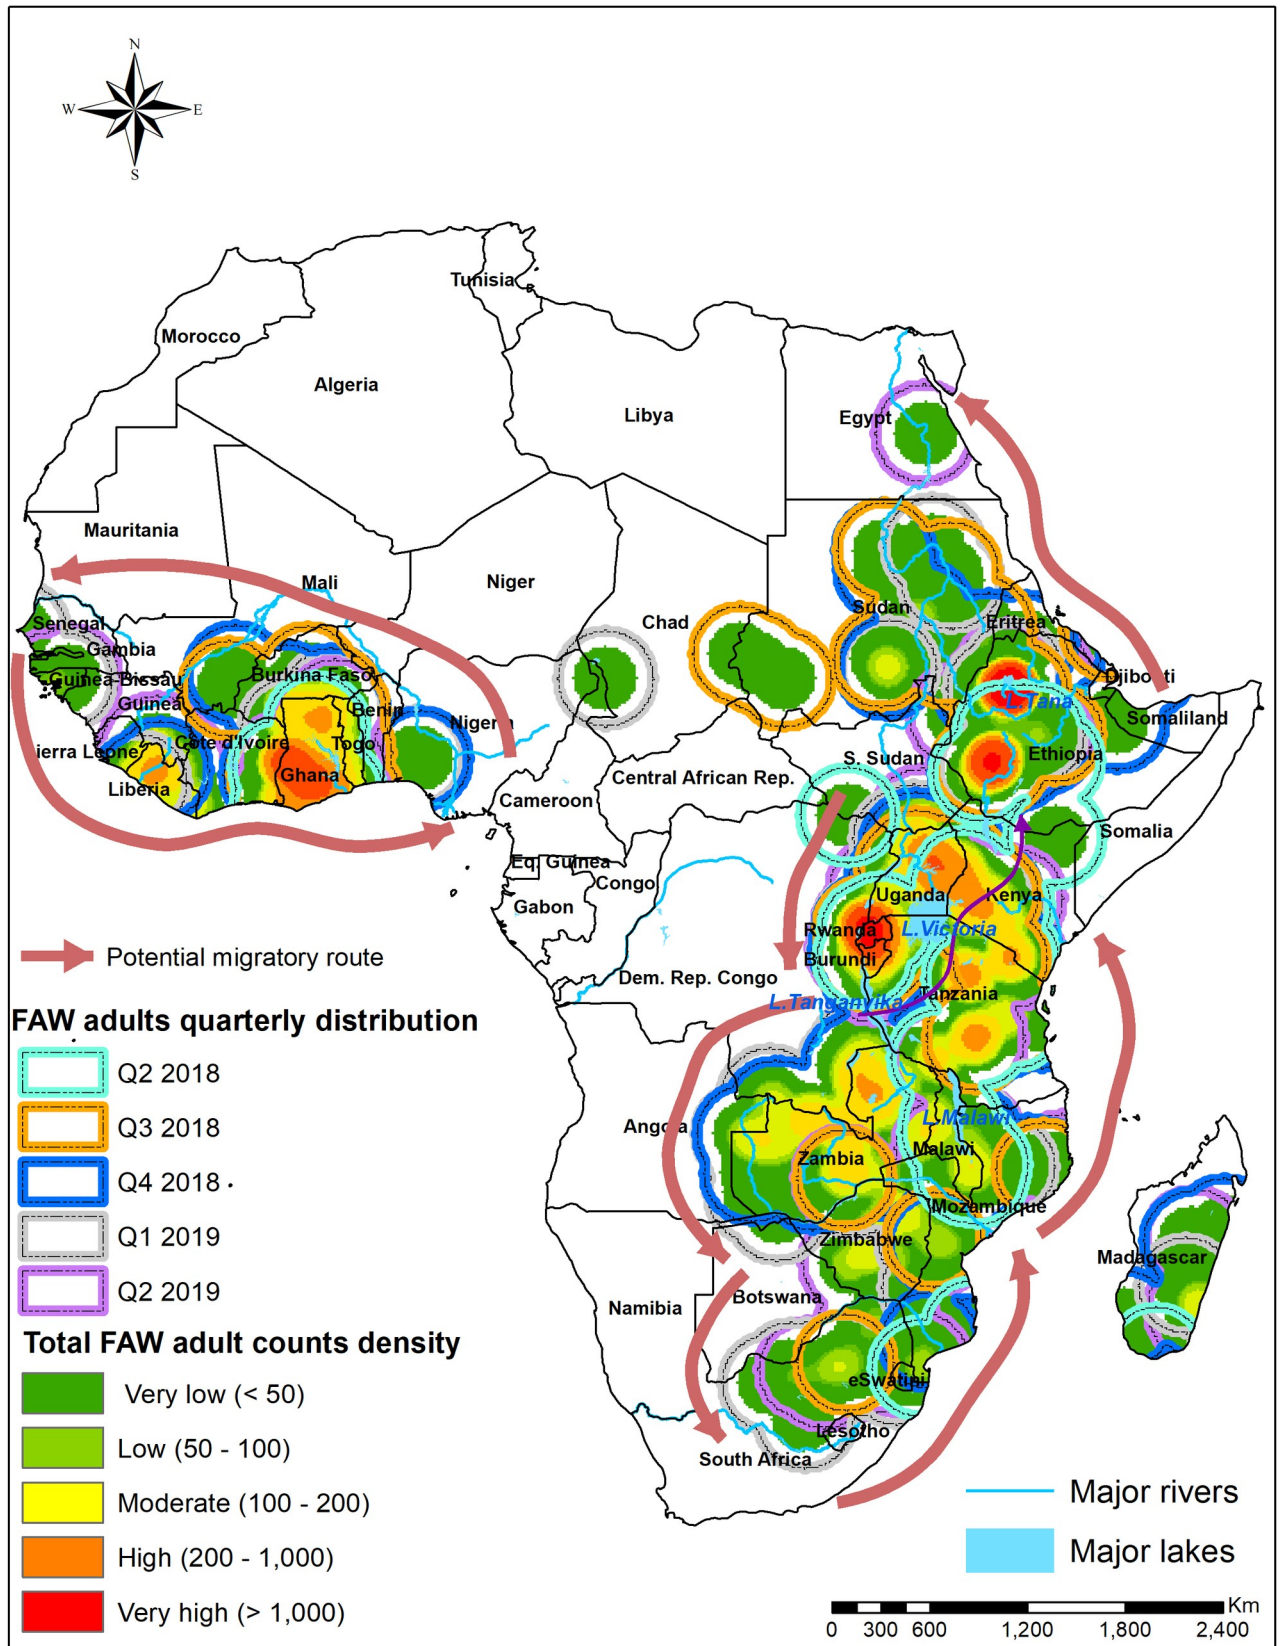 N
W E
S
Tunisia
Morocco
Algeria
Libya
Egypt
Mauritania
Mali
Niger
Chad
Sudan
Eritrea
Senegal
Gambia
Guinea Bissau
Burkina Faso
Djibouti
Guinea
Benin
L.Tana
Nigeria
Somaliland
ierra Leone
Cote d'Ivoire
Togo
Ethiopia
S. Sudan
Ghana
Central African Rep.
Liberia
Cameroon
Somalia
Eq. Guinea
Congo
Uganda
Kenya
Gabon
Rwanda
L.Victoria
Burundi
Potential migratory route
Dem. Rep. Congo
Tanzania
L.Tanganyika
FAW adults quarterly distribution
Q2 2018
Q3 2018
Angola
L.Malawi
Malawi
Zambia
Q4 2018
Mozambique
Q1 2019
Zimbabwe
Madagascar
Q2 2019
Botswana
Namibia
Total FAW adult counts density
eSwatini
Very low (< 50)
Lesotho
Low (50 - 100)
South Africa
Major rivers
Moderate (100 - 200)
Major lakes
High (200 - 1,000)
Very high (> 1,000)
Km
0 300 600 1,200 1,800 2,400